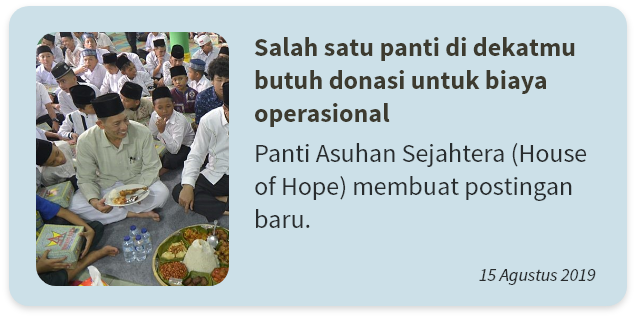 Salah satu panti di dekatmu
butuh donasi untuk biaya
operasional
Panti Asuhan Sejahtera (House
of Hope) membuat postingan
baru.
15 Agustus 2019